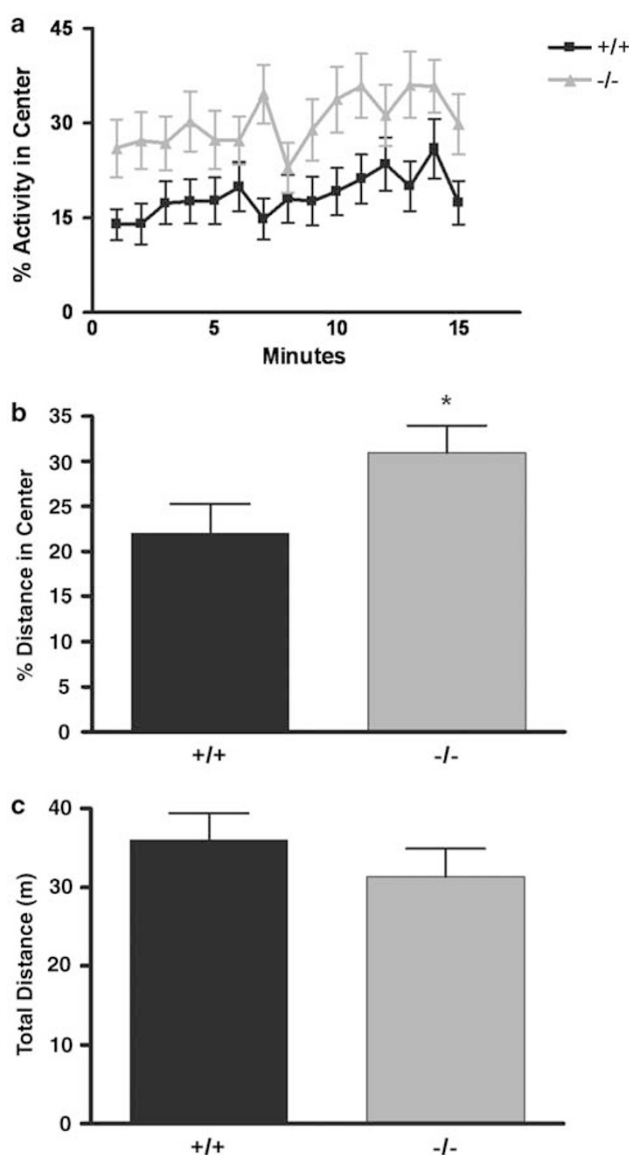 a
45
30
15
0
% Activity in Center
0 5 10 15
Minutes
+/+
-/-
b
35
30
25
20
15
10
5
0
% Distance in Center
*
+/+ -/-
c
40
30
20
10
0
Total Distance (m)
+/+ -/-